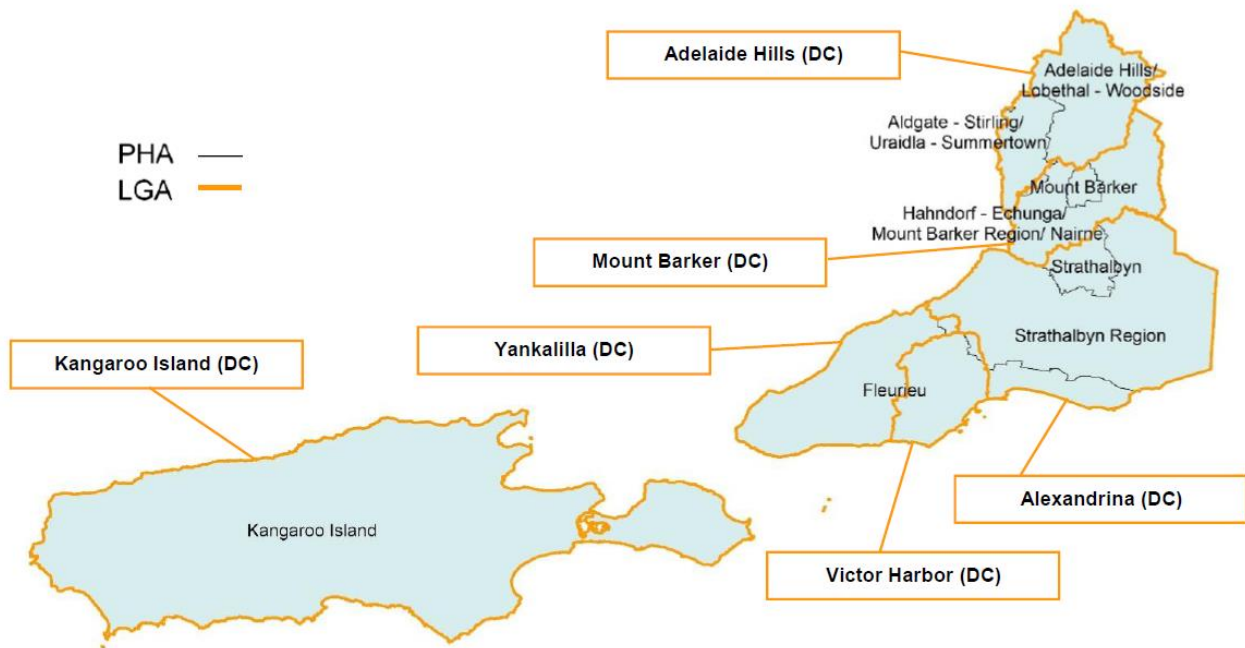 Adelaide Hills (DC)
Adelaide Hills/
Lobethal - Woodside
Aldgate - Stirling/
Uraidla - Summertown
PHA
LGA
Mount Barker
Hahndorf - Echunga/
Mount Barker Region/ Nairne
Mount Barker (DC)
Strathalbyn
Strathalbyn Region
Yankalilla (DC)
Kangaroo Island (DC)
Fleurieu
Alexandrina (DC)
Kangaroo Island
Victor Harbor (DC)